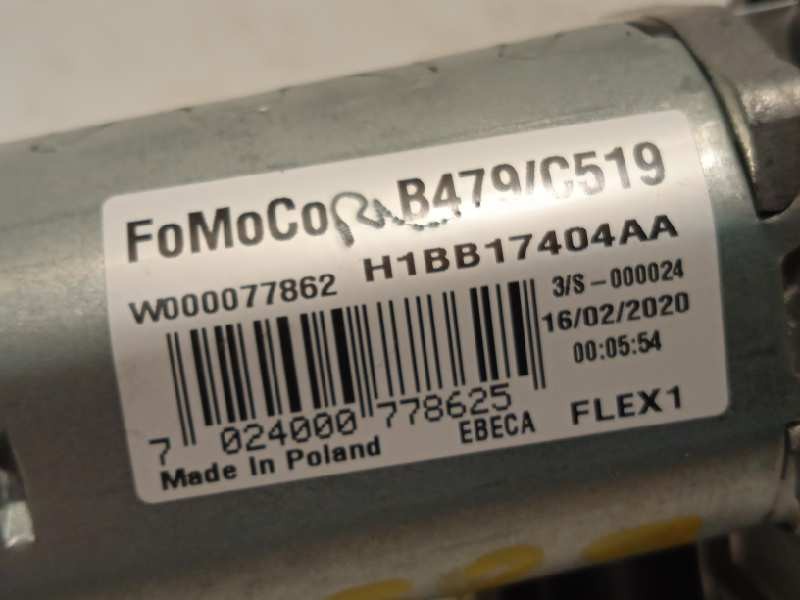 FoMoCo B479/C519
W000077862 H1BB17404AA
3/S-000024
16/02/2020
00:05:54
7 024000 778625
EBECA FLEX1
Made In Poland